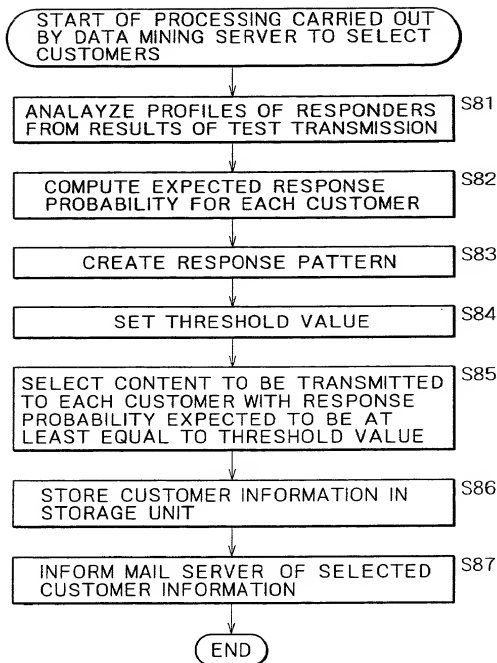 START OF PROCESSING CARRIED OUT
BY DATA MINING SERVER TO SELECT
CUSTOMERS
S81
ANALAYZE PROFILES OF RESPONDERS
FROM RESULTS OF TEST TRANSMISSION
S82
COMPUTE EXPECTED RESPONSE
PROBABILITY FOR EACH CUSTOMER
S83
CREATE RESPONSE PATTERN
S84
SET THRESHOLD VALUE
S85
SELECT CONTENT TO BE TRANSMITTED
TO EACH CUSTOMER WITH RESPONSE
PROBABILITY EXPECTED TO BE AT
LEAST EQUAL TO THRESHOLD VALUE
S86
STORE CUSTOMER INFORMATION IN
STORAGE UNIT
S87
INFORM MAIL SERVER OF SELECTED
CUSTOMER INFORMATION
END